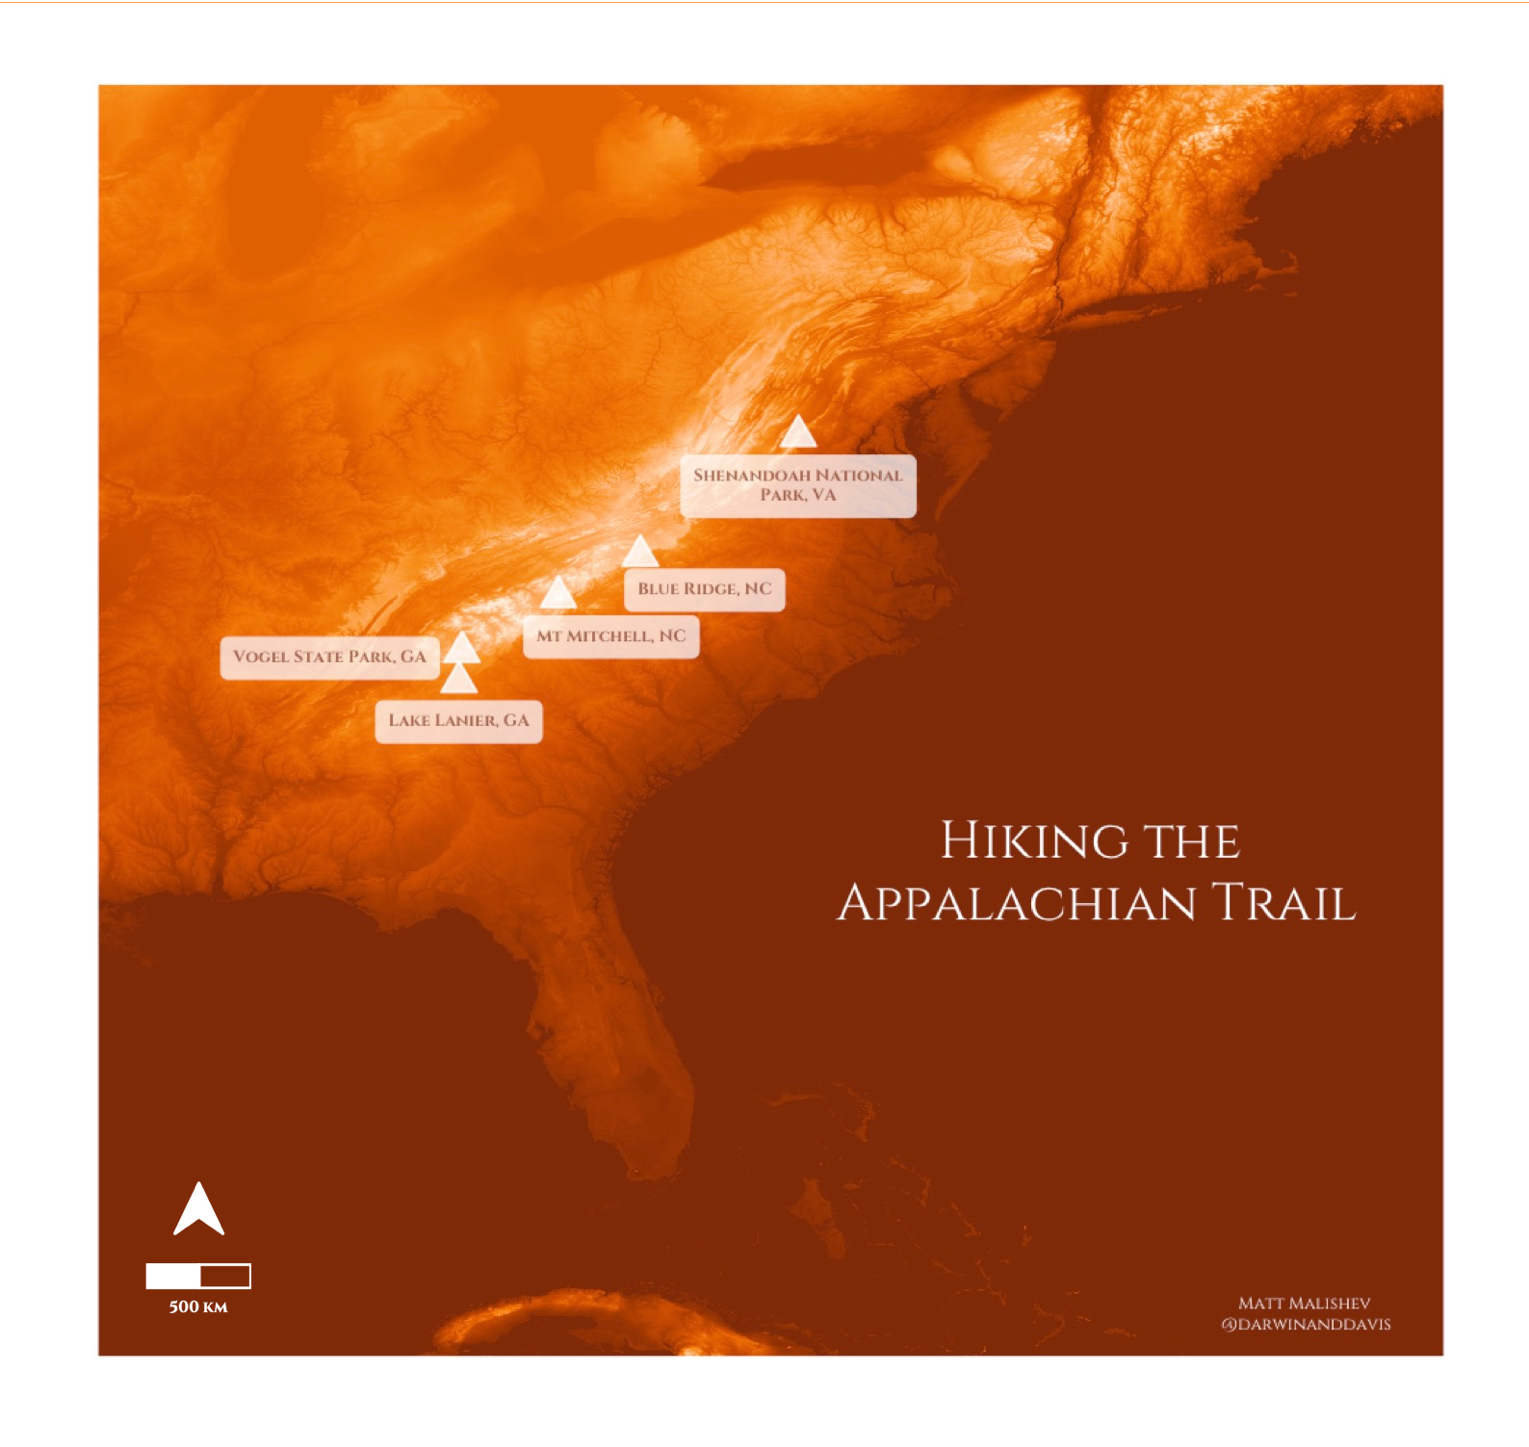 Shenandoah National
Park, VA
Blue Ridge, NC
Mt Mitchell, NC
Vogel State Park, GA
Lake Lanier, GA
Hiking the
Appalachian Trail
500 km
Matt Malishev
@darwinanddavis